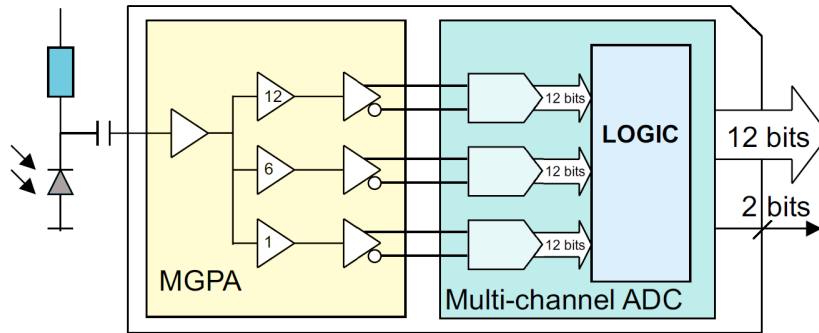 12
12 bits
6
12 bits
1
12 bits
LOGIC
12 bits
2 bits
MGPA
Multi-channel ADC